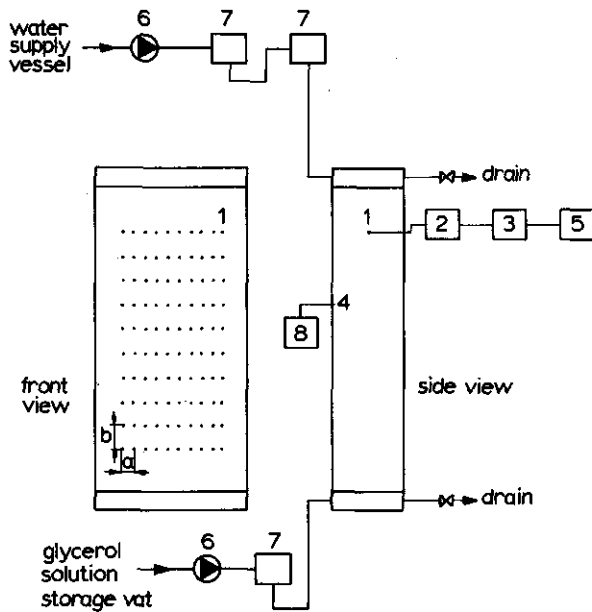 water
supply
vessel
6
7
7
drain
1
1
2
3
5
4
8
front
view
side view
b
a
drain
6
7
glycerol
solution
storage vat